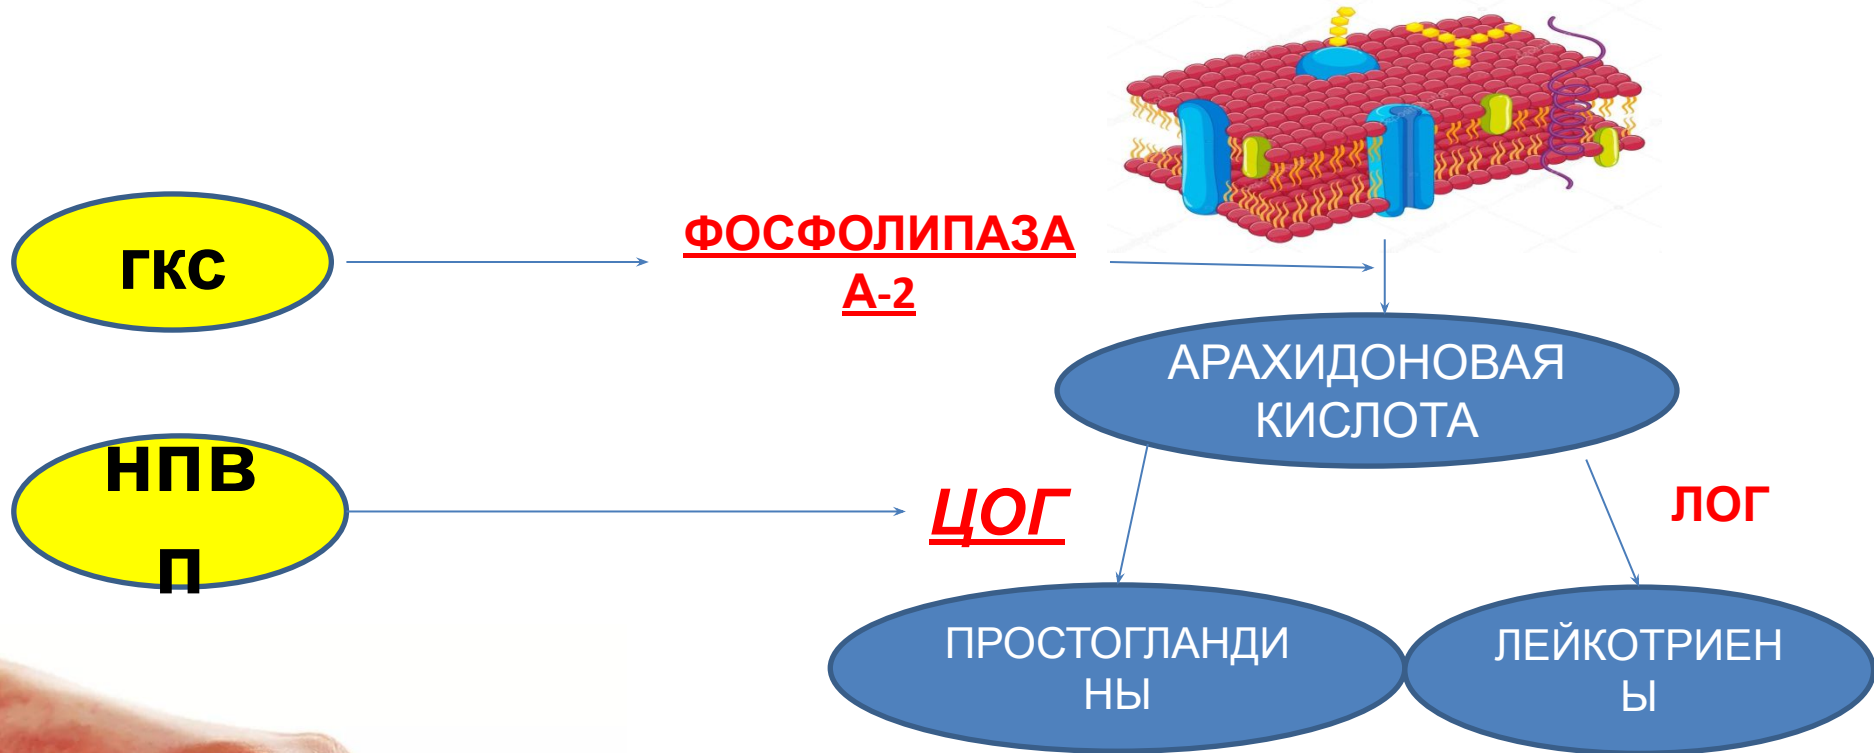 ГКС
ФОСФОЛИПАЗА
А-2
АРАХИДОНОВАЯ
КИСЛОТА
НПВ
П
ЦОГ
ЛОГ
ПРОСТОГЛАНДИ
НЫ
ЛЕЙКОТРИЕН
Ы